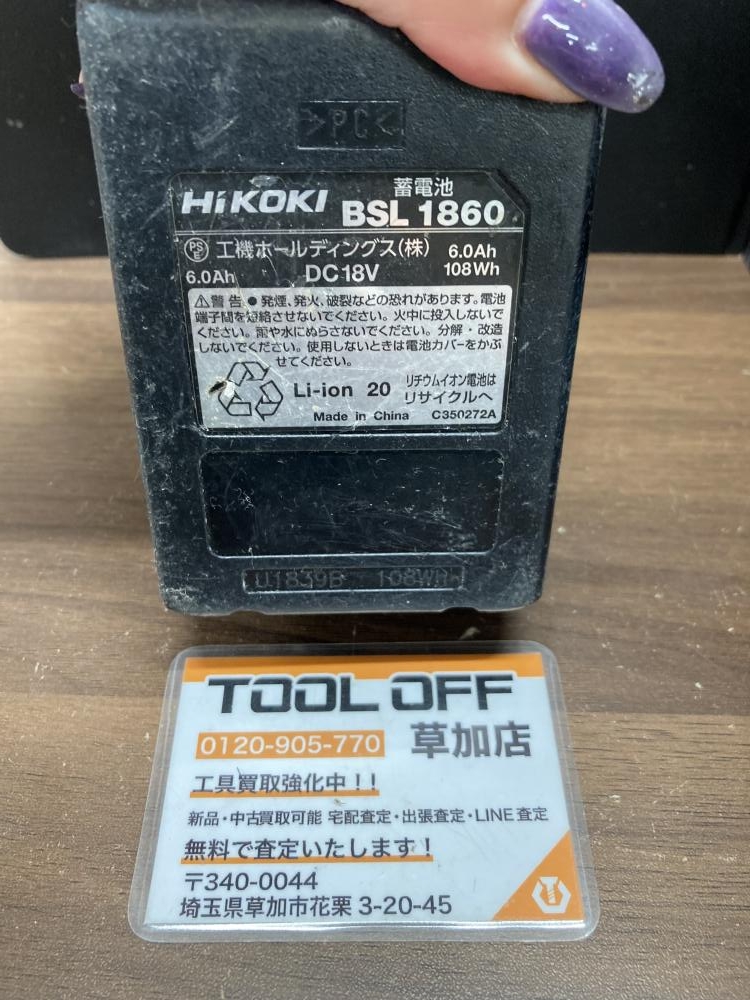 >PC<
HiKOKI
蓄電池
BSL 1860
PSE 工機ホールディングス(株)
6.0Ah
6.0Ah DC18V 108Wh
⚠警告 ●発煙、発火、破裂などの恐れがあります。電池
端子間を短絡させないでください。火中に投入しないで
ください。雨や水にぬらさないでください。分解・改造
しないでください。使用しないときは電池カバーをかぶ
せてください。
Li-ion 20
リチウムイオン電池は
リサイクルへ
Made in China C350272A
U1839B 108Wh
TOOL OFF
0120-905-770 草加店
工具買取強化中!!
新品・中古買取可能 宅配査定・出張査定・LINE査定
無料で査定いたします!
〒340-0044
埼玉県草加市花栗 3-20-45